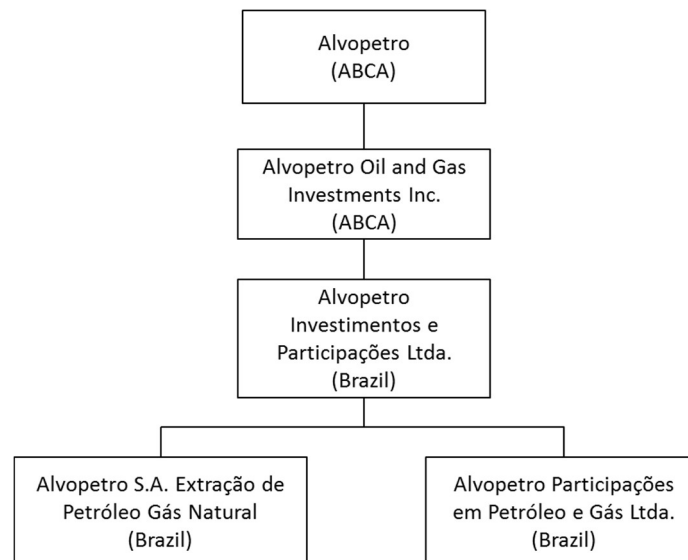 Alvopetro
(ABCA)
Alvopetro Oil and Gas
Investments Inc.
(ABCA)
Alvopetro
Investimentos e
Participações Ltda.
(Brazil)
Alvopetro S.A. Extração de
Petróleo Gás Natural
(Brazil)
Alvopetro Participações
em Petróleo e Gás Ltda.
(Brazil)